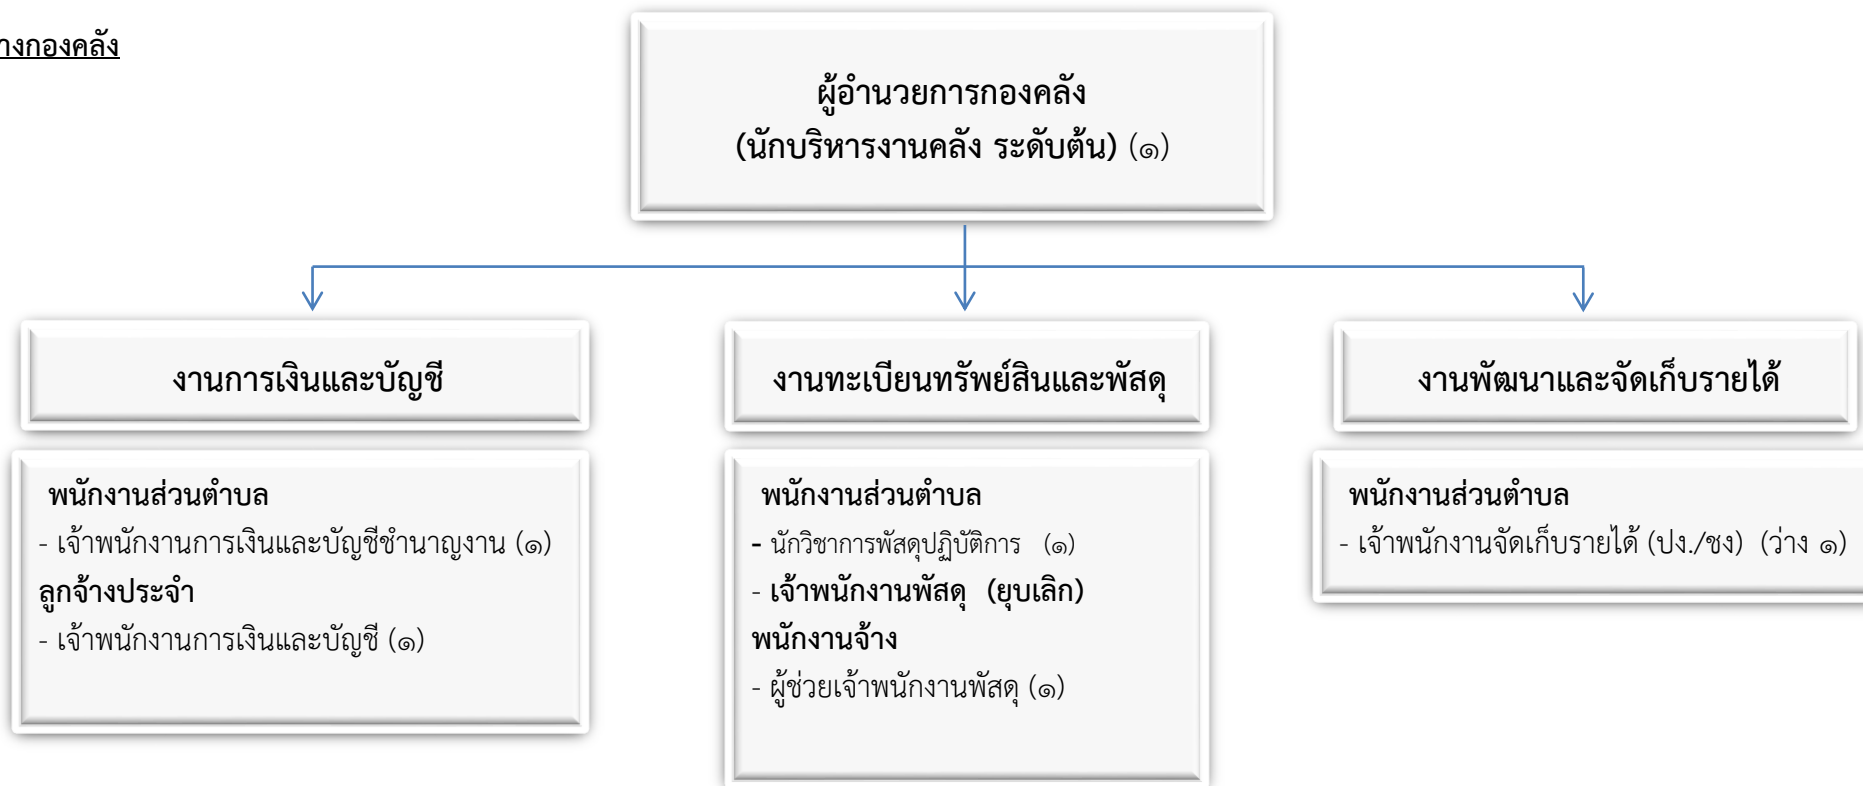 างกองคลัง
ผู้อำนวยการกองคลัง
(นักบริหารงานคลัง ระดับต้น) (๑)
งานการเงินและบัญชี
พนักงานส่วนตำบล
- เจ้าพนักงานการเงินและบัญชีชำนาญงาน (๑)
ลูกจ้างประจำ
- เจ้าพนักงานการเงินและบัญชี (๑)
งานทะเบียนทรัพย์สินและพัสดุ
พนักงานส่วนตำบล
- นักวิชาการพัสดุปฏิบัติการ (๑)
- เจ้าพนักงานพัสดุ (ยุบเลิก)
พนักงานจ้าง
- ผู้ช่วยเจ้าพนักงานพัสดุ (๑)
งานพัฒนาและจัดเก็บรายได้
พนักงานส่วนตำบล
- เจ้าพนักงานจัดเก็บรายได้ (ปง./ชง) (ว่าง ๑)